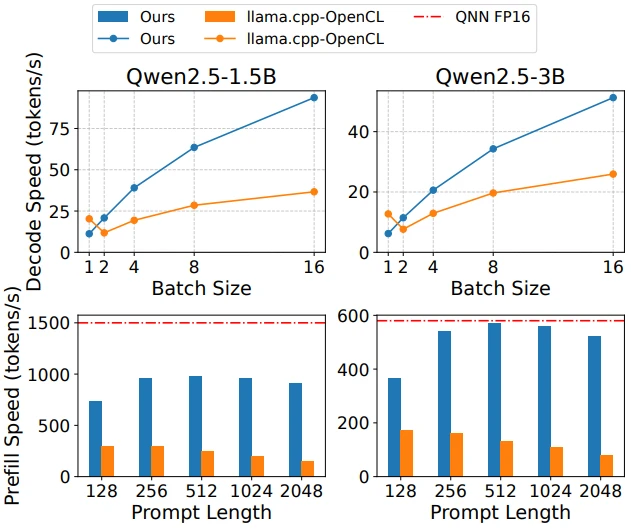 Ours llama.cpp-OpenCL QNN FP16
Ours llama.cpp-OpenCL
Qwen2.5-1.5B Qwen2.5-3B
Decode Speed (tokens/s)
75
50
25
0
1 2 4 8 16
Batch Size
40
20
0
1 2 4 8 16
Batch Size
Prefill Speed (tokens/s)
1500
1000
500
0
128 256 512 1024 2048
Prompt Length
600
400
200
0
128 256 512 1024 2048
Prompt Length